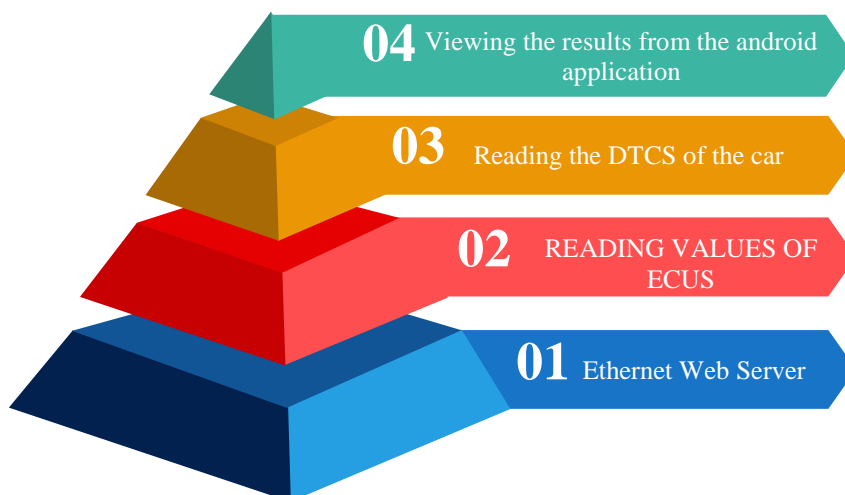 04 Viewing the results from the android
application
03 Reading the DTCS of the car
02 READING VALUES OF
ECUS
01 Ethernet Web Server